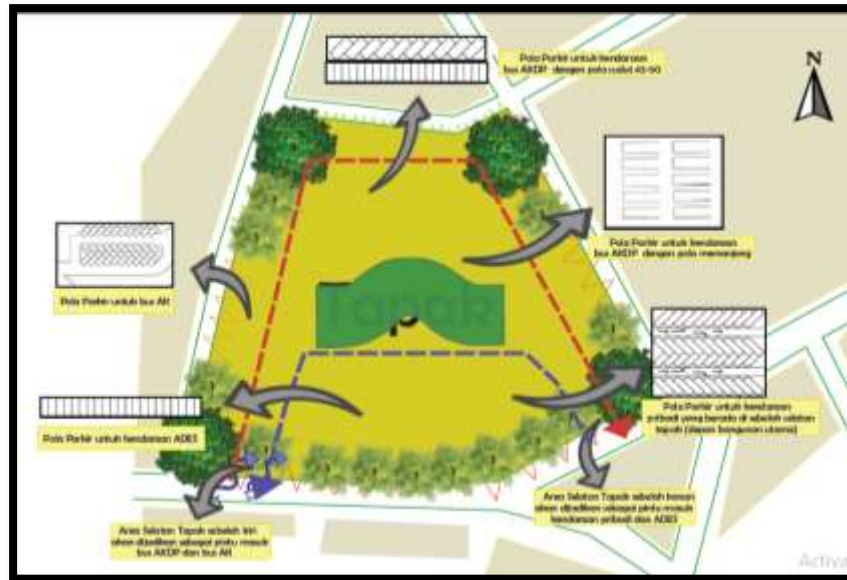 Pola Parkir untuk kendaraan
bus AKDP dengan pola sudut 45-90
N
Pola Parkir untuk kendaraan
bus AKDP dengan pola memanjang
Pola Parkir untuk bus AK
Tapak
Pola Parkir untuk kendaraan
pribadi yang berada di sebelah selatan
tapak (depan bangunan utama)
Pola Parkir untuk kendaraan
Area Selatan Tapak sebelah kanan
akan dijadikan sebagai pintu masuk
kendaraan pribadi dan
Area Selatan Tapak sebelah kiri
akan dijadikan sebagai pintu masuk
bus AKDP dan bus AK
Activa